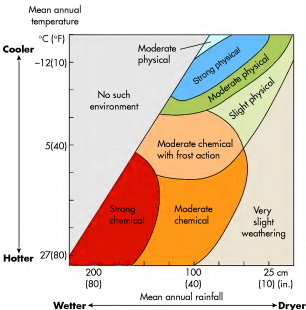 Mean annual
temperature
°C (°F)
Cooler
−12(10)
5(40)
27(80)
Hotter
Moderate
physical
Strong physical
Moderate physical
Slight physical
No such
environment
Moderate chemical
with frost action
Strong
chemical
Moderate
chemical
Very
slight
weathering
200
(80)
100
(40)
25 cm
(10) (in.)
Mean annual rainfall
Wetter
Dryer